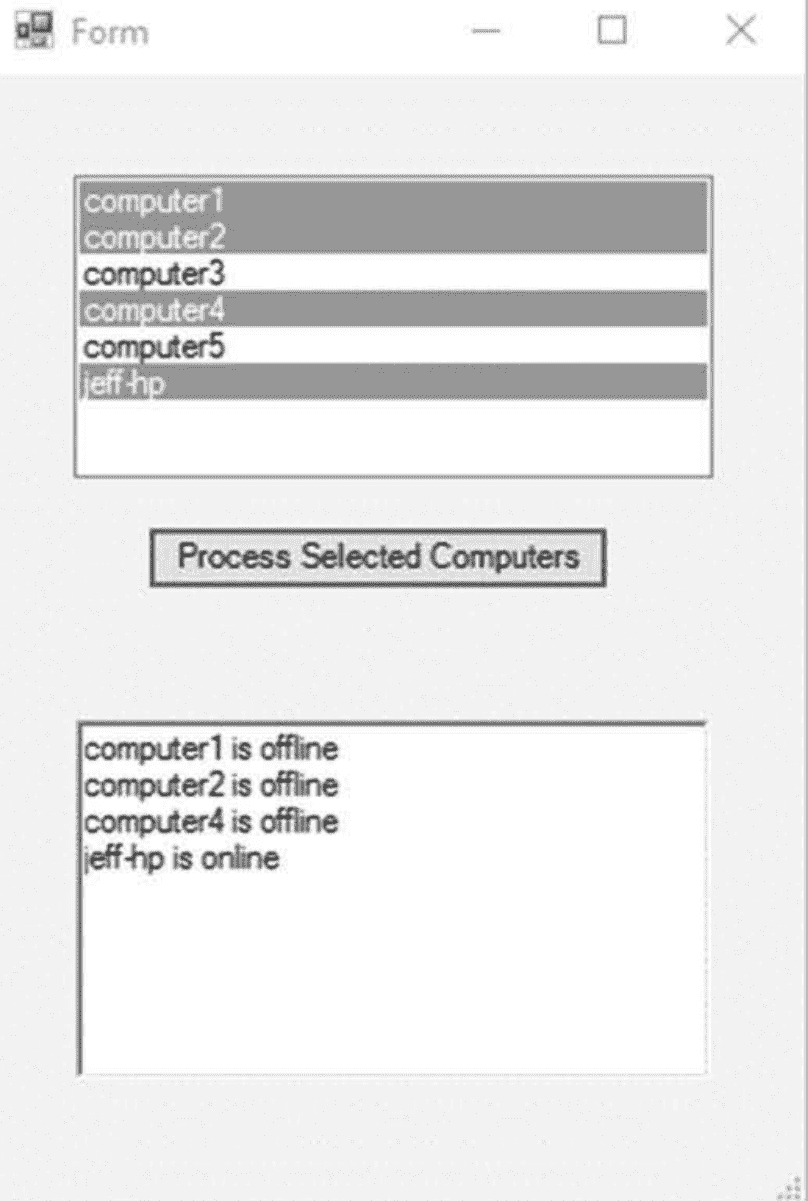 Form
computer1
computer2
computer3
computer4
computer5
jeff-hp
Process Selected Computers
computer1 is offline
computer2 is offline
computer4 is offline
jeff-hp is online